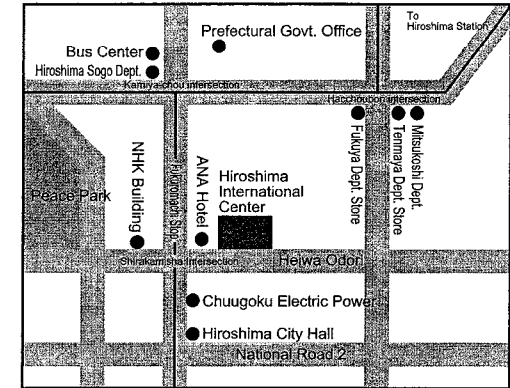 To
Hiroshima Station
Prefectural Govt. Office
Bus Center
Hiroshima Sogo Dept.
Kamiya-chou intersection
Hacchoubori intersection
Fukuya Dept. Store
Tenmaya Dept. Store
Mitsukoshi Dept.
Peace Park
NHK Building
Fukuromachi Stop
ANA Hotel
Hiroshima
International
Center
Shirakamisha Intersection
Heiwa Odori
Chuugoku Electric Power
Hiroshima City Hall
National Road 2